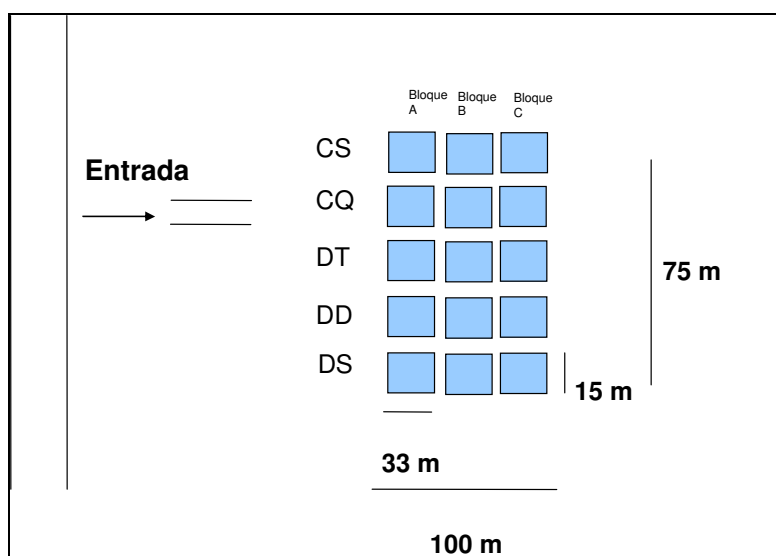 Bloque
A
Bloque
B
Bloque
C
CS
Entrada
CQ
DT
75 m
DD
DS
15 m
33 m
100 m